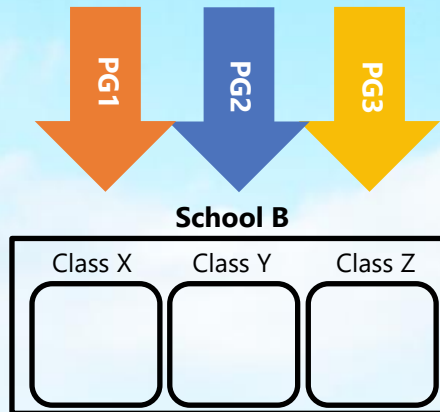 PG1
PG2
PG3
School B
Class X Class Y Class Z